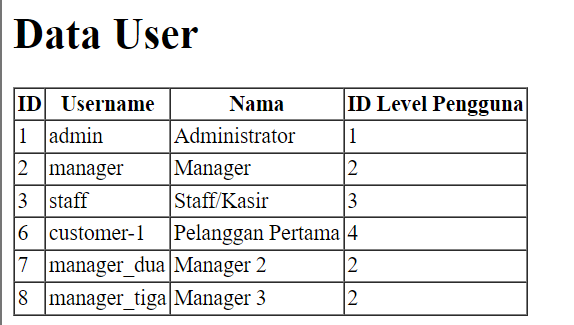 Data User
ID Username Nama ID Level Pengguna
1 admin Administrator 1
2 manager Manager 2
3 staff Staff/Kasir 3
6 customer-1 Pelanggan Pertama 4
7 manager_dua Manager 2 2
8 manager_tiga Manager 3 2